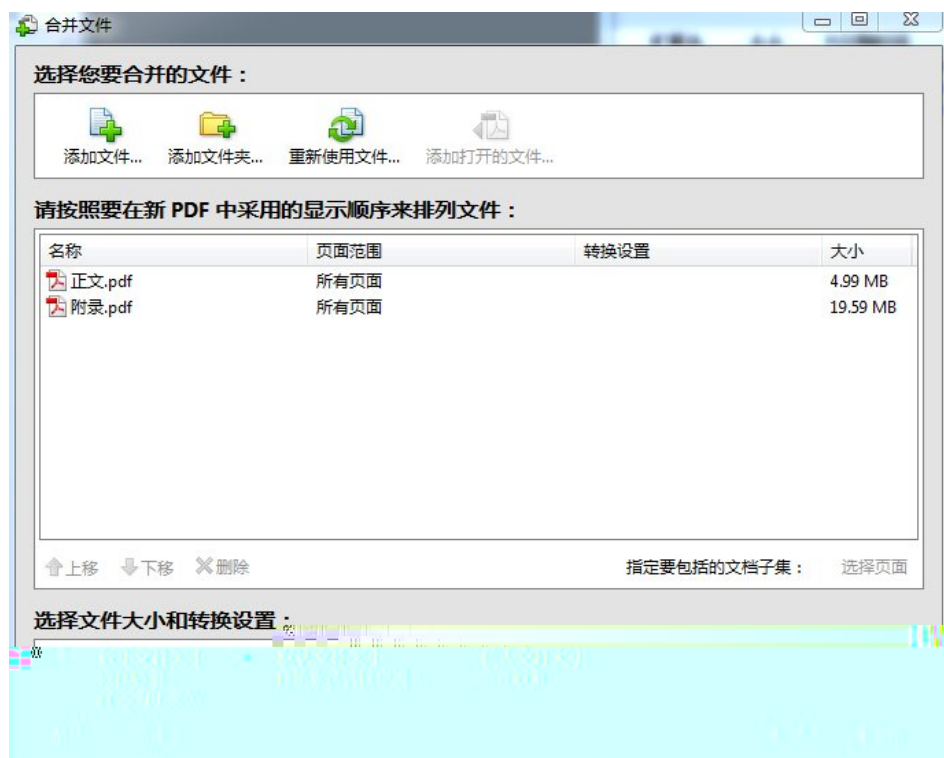 合并文件
选择您要合并的文件：
添加文件... 添加文件夹... 重新使用文件... 添加打开的文件...
请按照要在新 PDF 中采用的显示顺序来排列文件：
名称 页面范围 转换设置 大小
正文.pdf 所有页面 4.99 MB
附录.pdf 所有页面 19.59 MB
上移 下移 删除 指定要包括的文档子集： 选择页面
选择文件大小和转换设置：